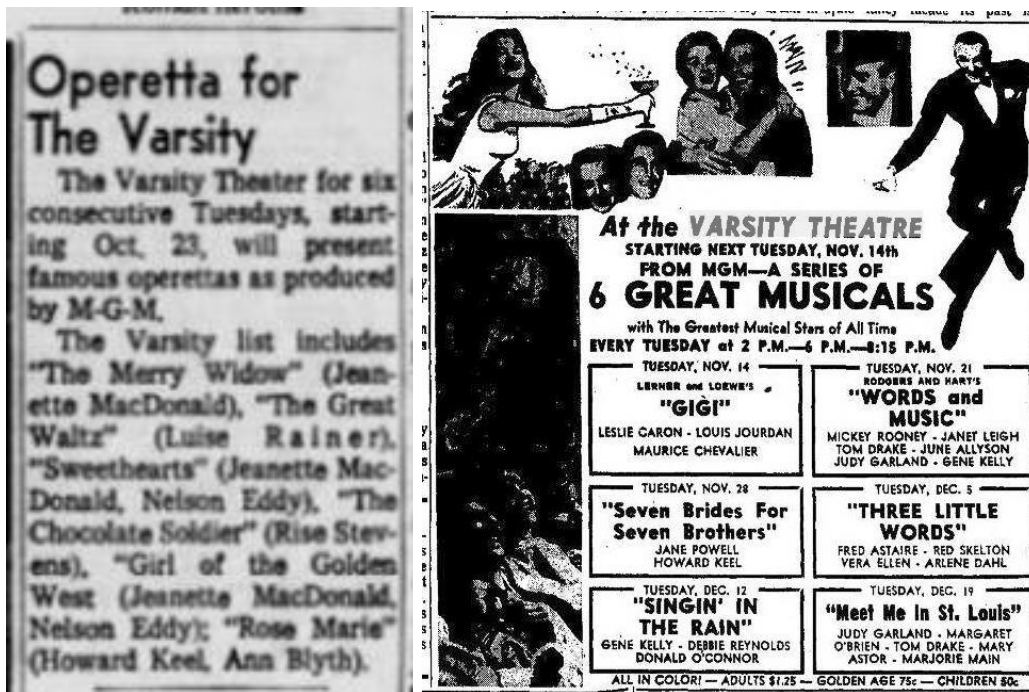 Operetta for
The Varsity
The Varsity Theater for six
consecutive Tuesdays, start-
ing Oct. 23, will present
famous operettas as produced
by M-G-M.
The Varsity list includes
"The Merry Widow" (Jean-
ette MacDonald), "The Great
Waltz" (Luise Rainer),
"Sweethearts" (Jeanette Mac-
Donald, Nelson Eddy), "The
Chocolate Soldier" (Rise Stev-
ens), "Girl of the Golden
West (Jeanette MacDonald,
Nelson Eddy); "Rose Marie"
(Howard Keel, Ann Blyth).
At the VARSITY THEATRE
STARTING NEXT TUESDAY, NOV. 14th
FROM MGM—A SERIES OF
6 GREAT MUSICALS
with The Greatest Musical Stars of All Time
EVERY TUESDAY at 2 P.M.—6 P.M.—8:15 P.M.
TUESDAY, NOV. 14
LERNER and LOEWE'S
"GIGI"
LESLIE CARON - LOUIS JOURDAN
MAURICE CHEVALIER
TUESDAY, NOV. 21
RODGERS AND HART'S
"WORDS and
MUSIC"
MICKEY ROONEY - JANET LEIGH
TOM DRAKE - JUNE ALLYSON
JUDY GARLAND - GENE KELLY
TUESDAY, NOV. 28
"Seven Brides For
Seven Brothers"
JANE POWELL
HOWARD KEEL
TUESDAY, DEC. 5
"THREE LITTLE
WORDS"
FRED ASTAIRE - RED SKELTON
VERA ELLEN - ARLENE DAHL
TUESDAY, DEC. 12
"SINGIN' IN
THE RAIN"
GENE KELLY - DEBBIE REYNOLDS
DONALD O'CONNOR
TUESDAY, DEC. 19
"Meet Me In St. Louis"
JUDY GARLAND - MARGARET
O'BRIEN - TOM DRAKE - MARY
ASTOR - MARJORIE MAIN
ALL IN COLOR! — ADULTS $1.25 — GOLDEN AGE 75c — CHILDREN 50c